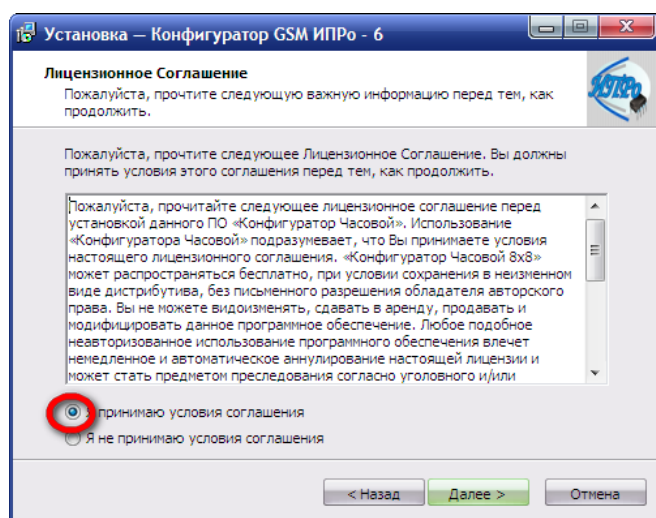 Установка — Конфигуратор GSM ИПРо - 6
Лицензионное Соглашение
Пожалуйста, прочтите следующую важную информацию перед тем, как
продолжить.
ИПРо
Пожалуйста, прочтите следующее Лицензионное Соглашение. Вы должны
принять условия этого соглашения перед тем, как продолжить.
Пожалуйста, прочитайте следующее лицензионное соглашение перед
установкой данного ПО «Конфигуратор Часовой». Использование
«Конфигуратора Часовой» подразумевает, что Вы принимаете условия
настоящего лицензионного соглашения. «Конфигуратор Часовой 8x8»
может распространяться бесплатно, при условии сохранения в неизменном
виде дистрибутива, без письменного разрешения обладателя авторского
права. Вы не можете видоизменять, сдавать в аренду, продавать и
модифицировать данное программное обеспечение. Любое подобное
неавторизованное использование программного обеспечения влечет
немедленное и автоматическое аннулирование настоящей лицензии и
может стать предметом преследования согласно уголовного и/или
Я принимаю условия соглашения
Я не принимаю условия соглашения
< Назад
Далее >
Отмена